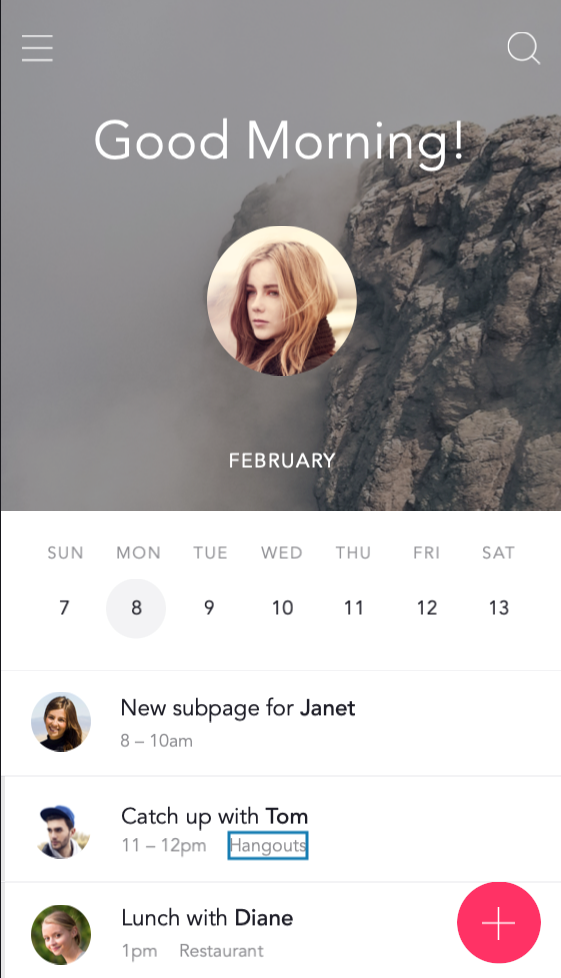 Good Morning!
FEBRUARY
SUN MON TUE WED THU FRI SAT
7 8 9 10 11 12 13
New subpage for Janet
8 – 10am
Catch up with Tom
11 – 12pm Hangouts
Lunch with Diane
1pm Restaurant